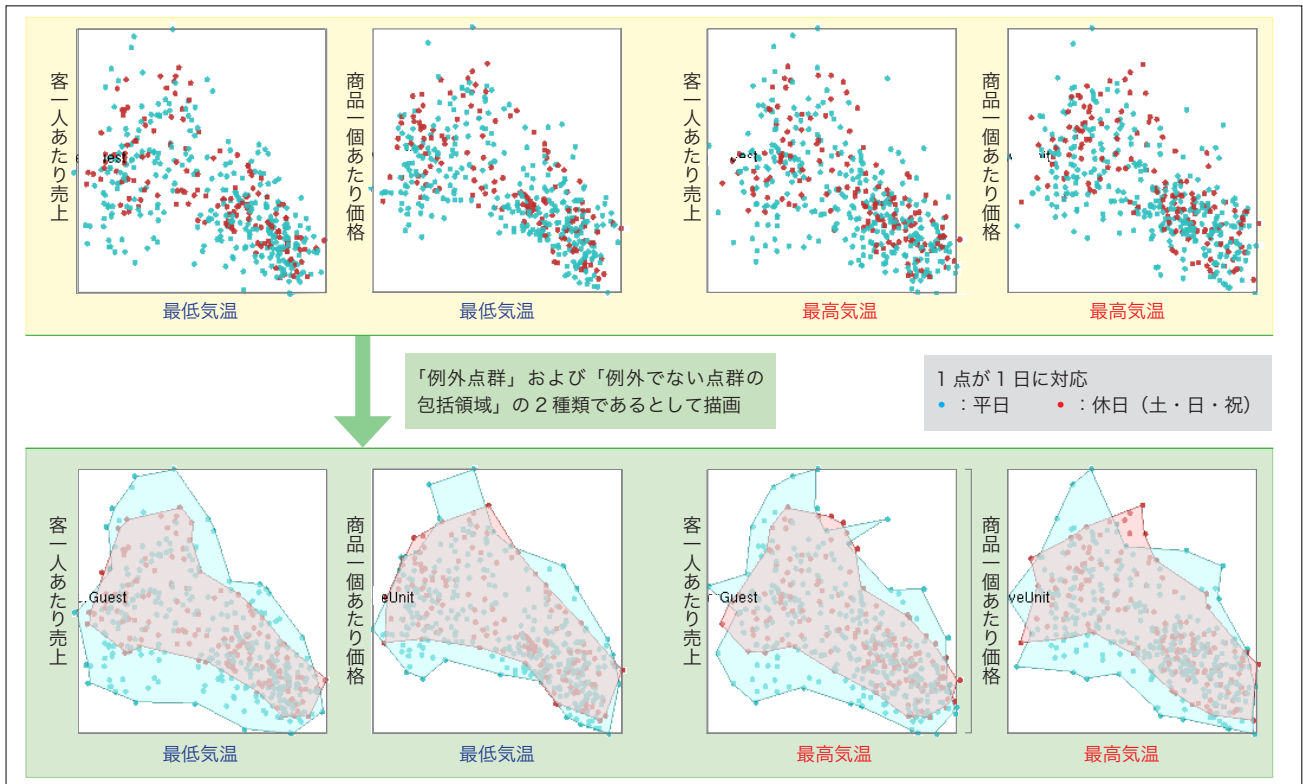 客一人あたり売上
最低気温
商品一個あたり価格
最低気温
客一人あたり売上
最高気温
商品一個あたり価格
最高気温
「例外点群」および「例外でない点群の
包括領域」の2種類であるとして描画
1点が1日に対応
●：平日　●：休日（土・日・祝）
客一人あたり売上
Guest
最低気温
商品一個あたり価格
eUnit
最低気温
客一人あたり売上
Guest
最高気温
商品一個あたり価格
veUnit
最高気温